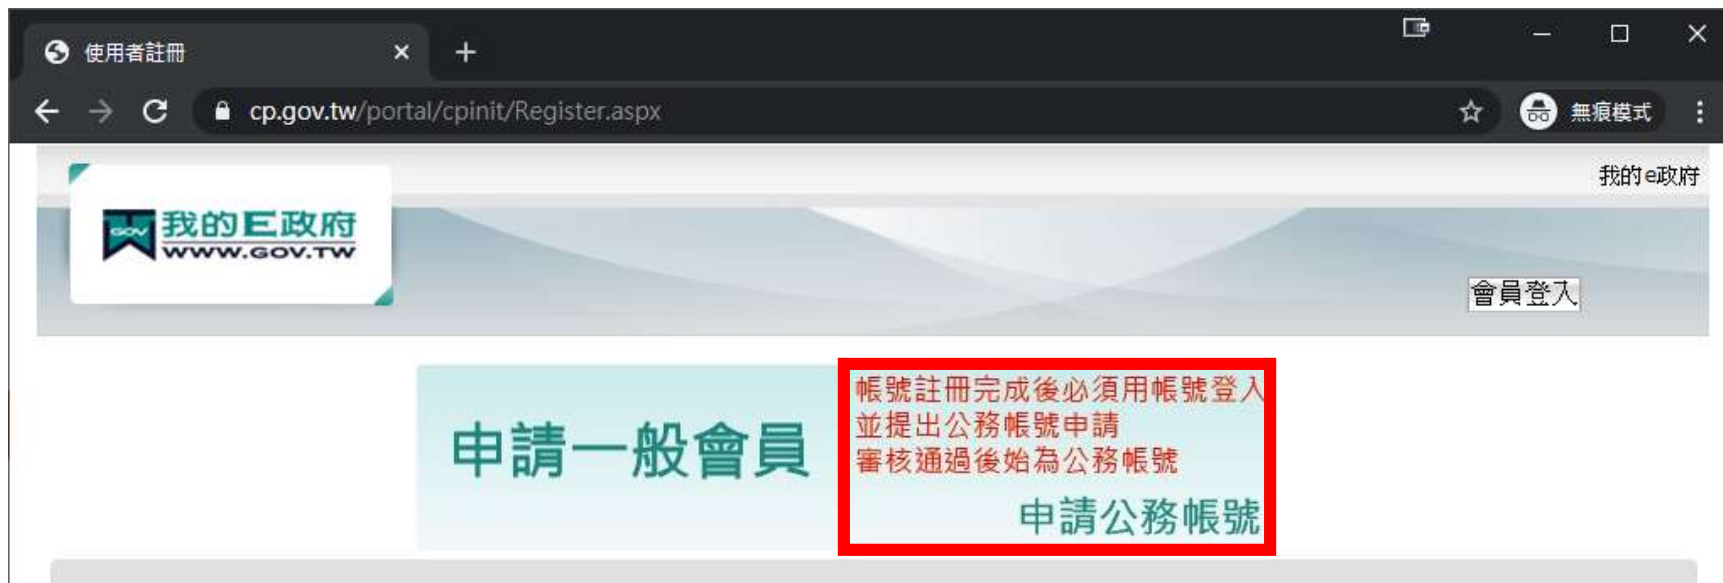 使用者註冊
cp.gov.tw/portal/cpinit/Register.aspx
無痕模式
我的e政府
GOV 我的E政府
WWW.GOV.TW
會員登入
申請一般會員
帳號註冊完成後必須用帳號登入
並提出公務帳號申請
審核通過後始為公務帳號
申請公務帳號